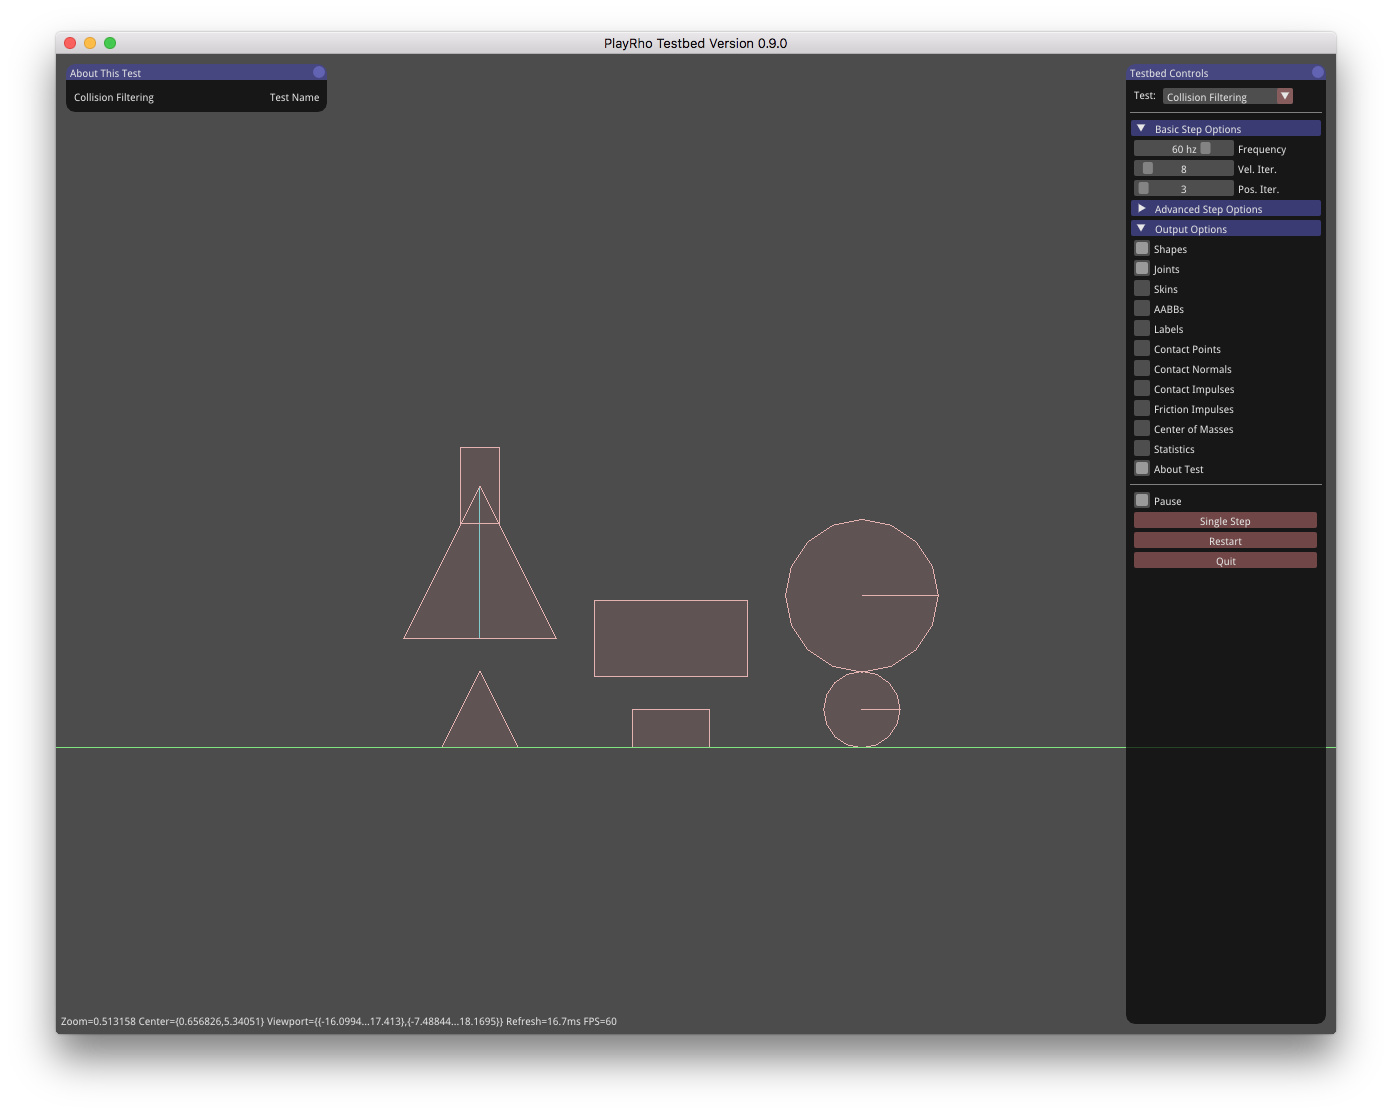 PlayRho Testbed Version 0.9.0
About This Test
Collision Filtering Test Name
Testbed Controls
Test: Collision Filtering
Basic Step Options
60 hz Frequency
8 Vel. Iter.
3 Pos. Iter.
Advanced Step Options
Output Options
Shapes
Joints
Skins
AABBs
Labels
Contact Points
Contact Normals
Contact Impulses
Friction Impulses
Center of Masses
Statistics
About Test
Pause
Single Step
Restart
Quit
Zoom=0.513158 Center={0.656826,5.34051} Viewport={{-16.0994...17.413},{-7.48844...18.1695}} Refresh=16.7ms FPS=60